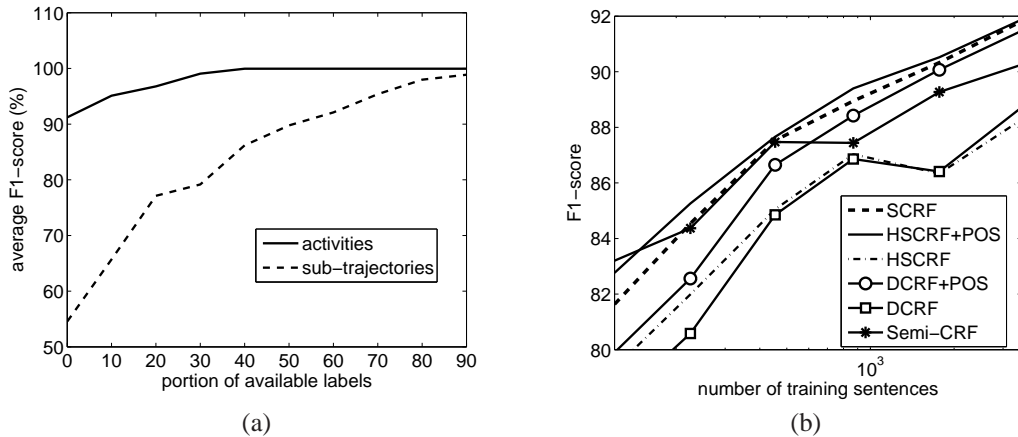 110
100
90
80
70
60
50
average F1−score (%)
activities
sub−trajectories
0 10 20 30 40 50 60 70 80 90
portion of available labels
(a)
92
90
88
86
84
82
80
F1−score
SCRF
HSCRF+POS
HSCRF
DCRF+POS
DCRF
Semi−CRF
10^3
number of training sentences
(b)